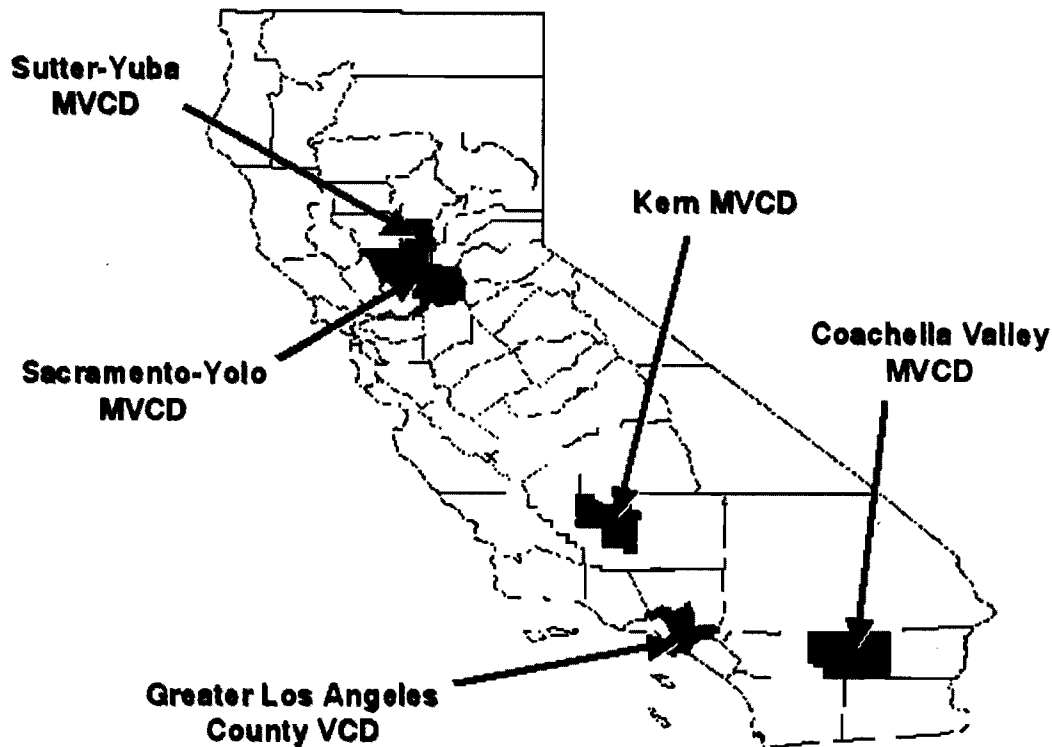 Sutter-Yuba
MVCD
Kern MVCD
Coachella Valley
MVCD
Sacramento-Yolo
MVCD
Greater Los Angeles
County VCD